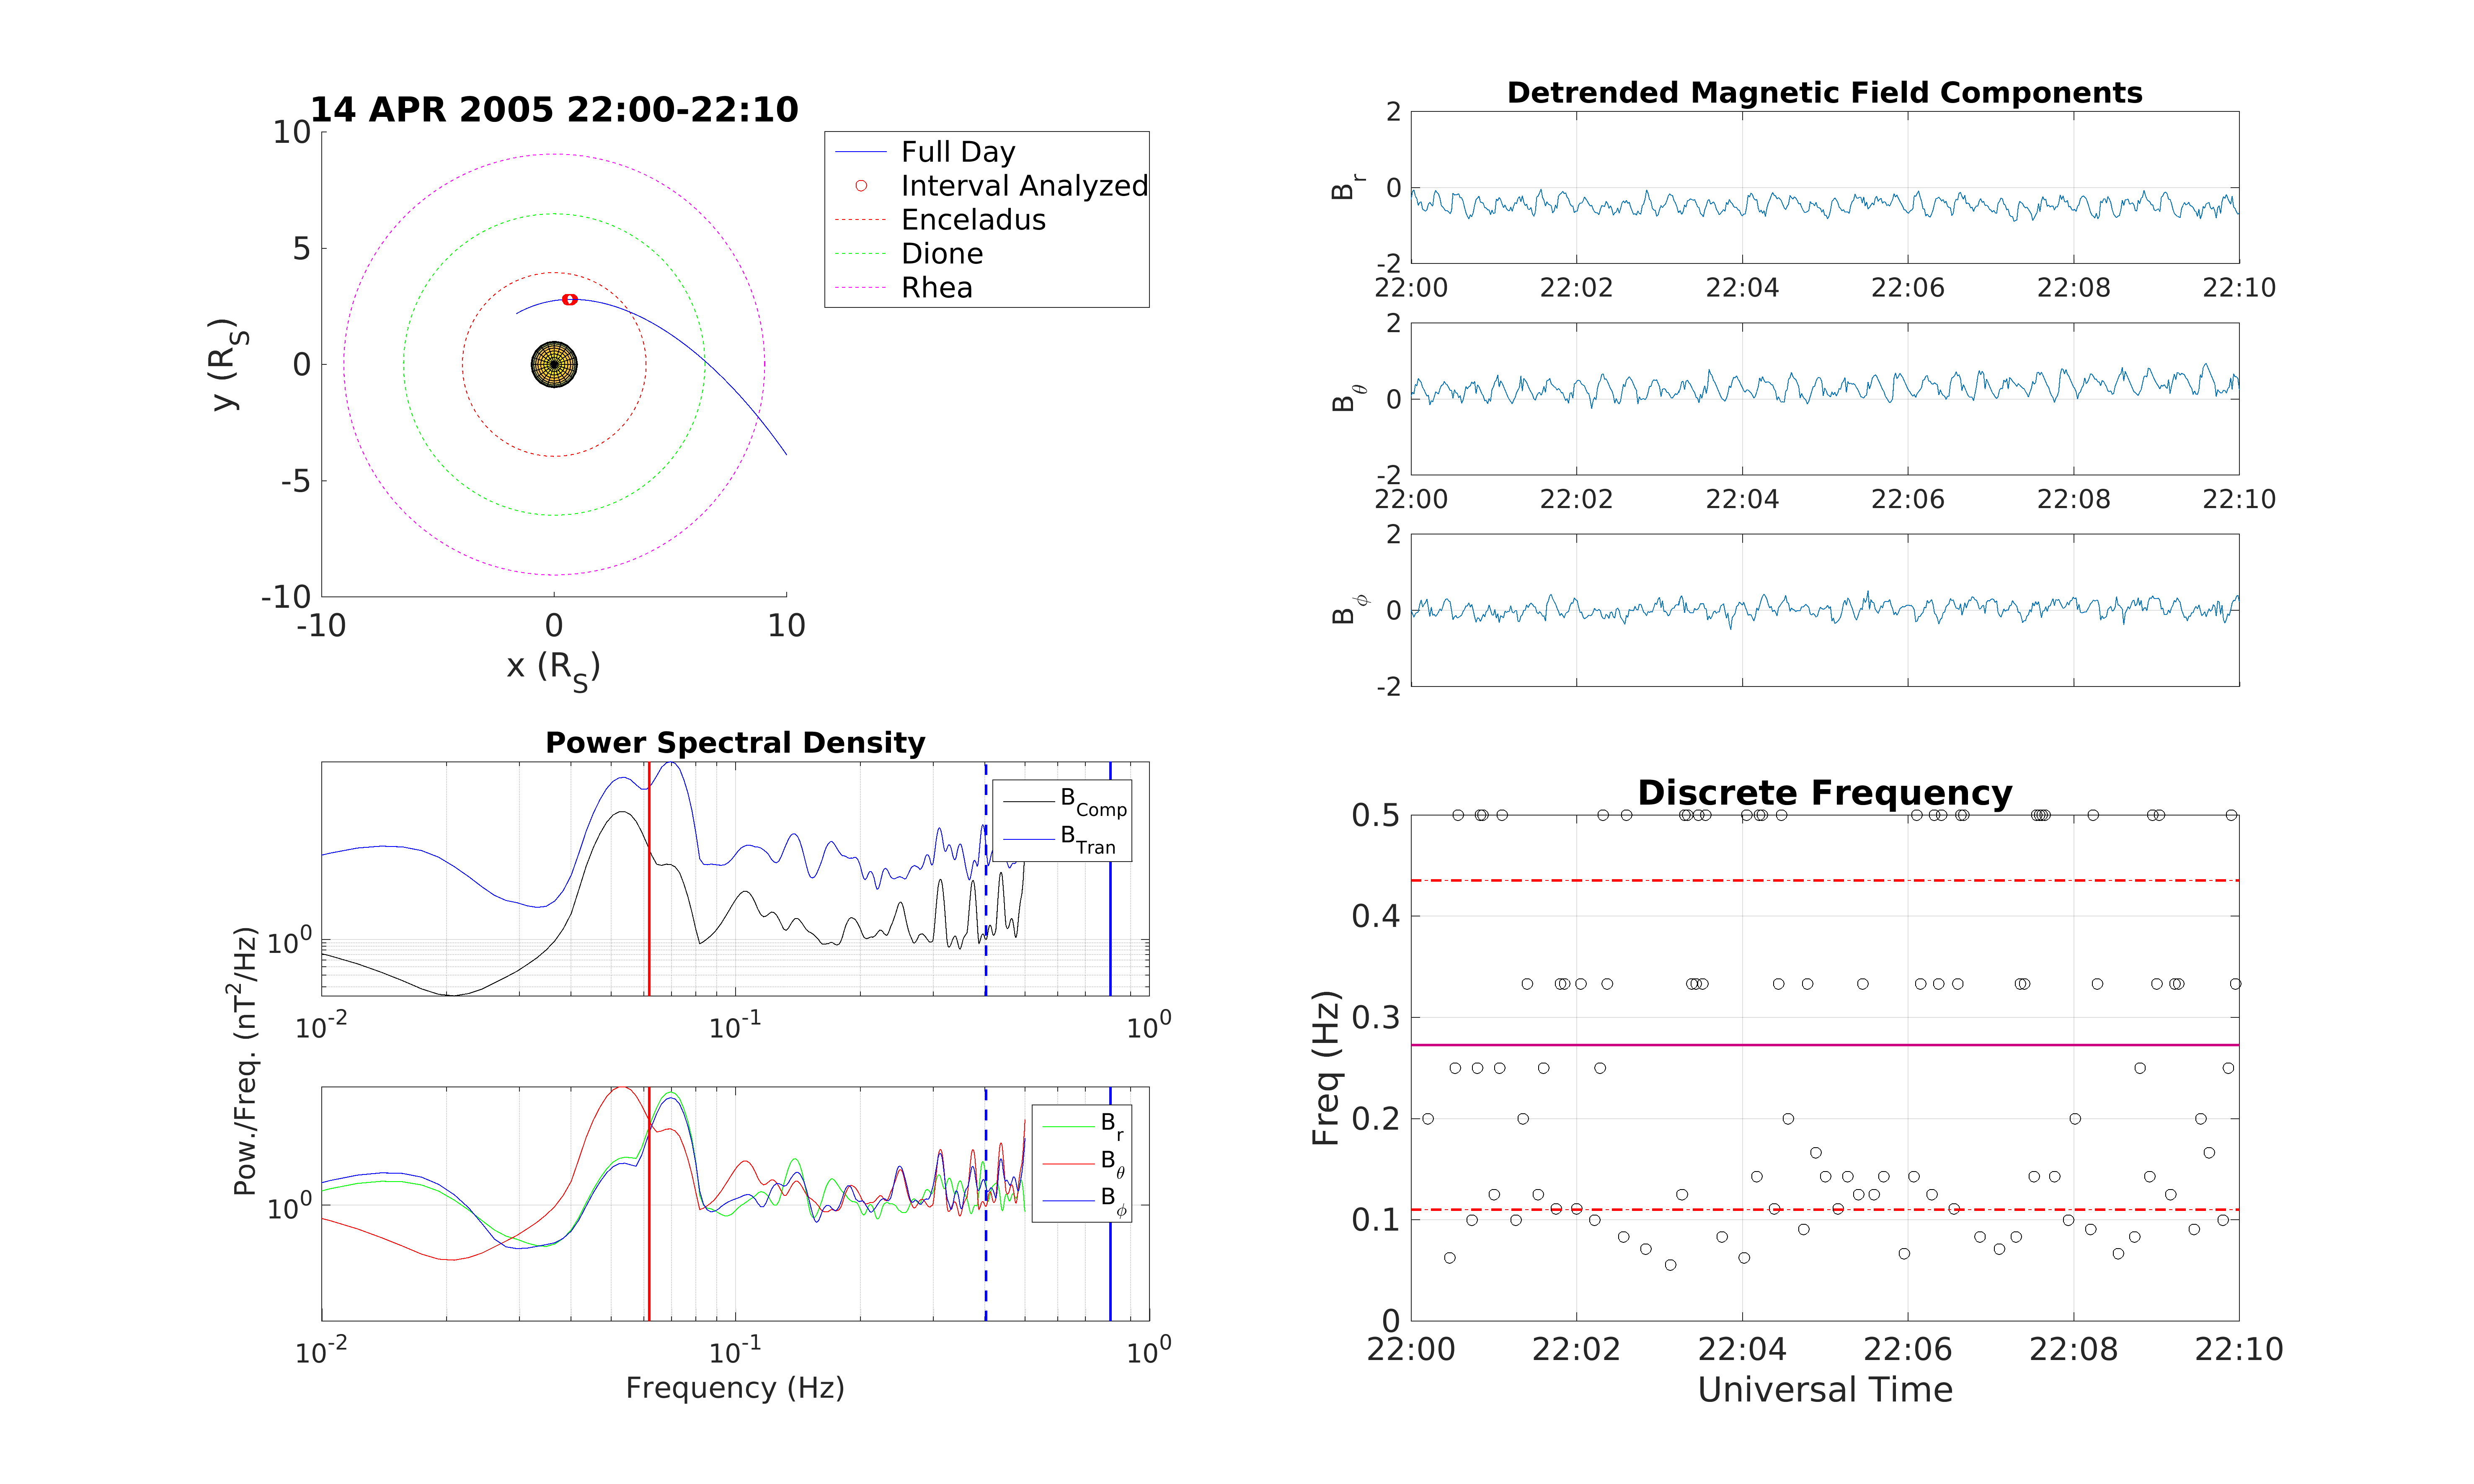 14 APR 2005 22:00-22:10
10
5
0
-5
-10
y (R_S)
-10 0 10
x (R_S)
Full Day
Interval Analyzed
Enceladus
Dione
Rhea
Detrended Magnetic Field Components
2
0
-2
B_r
22:00 22:02 22:04 22:06 22:08 22:10
2
0
-2
B_θ
22:00 22:02 22:04 22:06 22:08 22:10
2
0
-2
B_ϕ
Power Spectral Density
10^0
B_Comp
B_Tran
10^-2 10^-1 10^0
Pow./Freq. (nT^2/Hz)
10^0
B_r
B_θ
B_ϕ
10^-2 10^-1 10^0
Frequency (Hz)
Discrete Frequency
0.5
0.4
0.3
0.2
0.1
0
Freq (Hz)
22:00 22:02 22:04 22:06 22:08 22:10
Universal Time